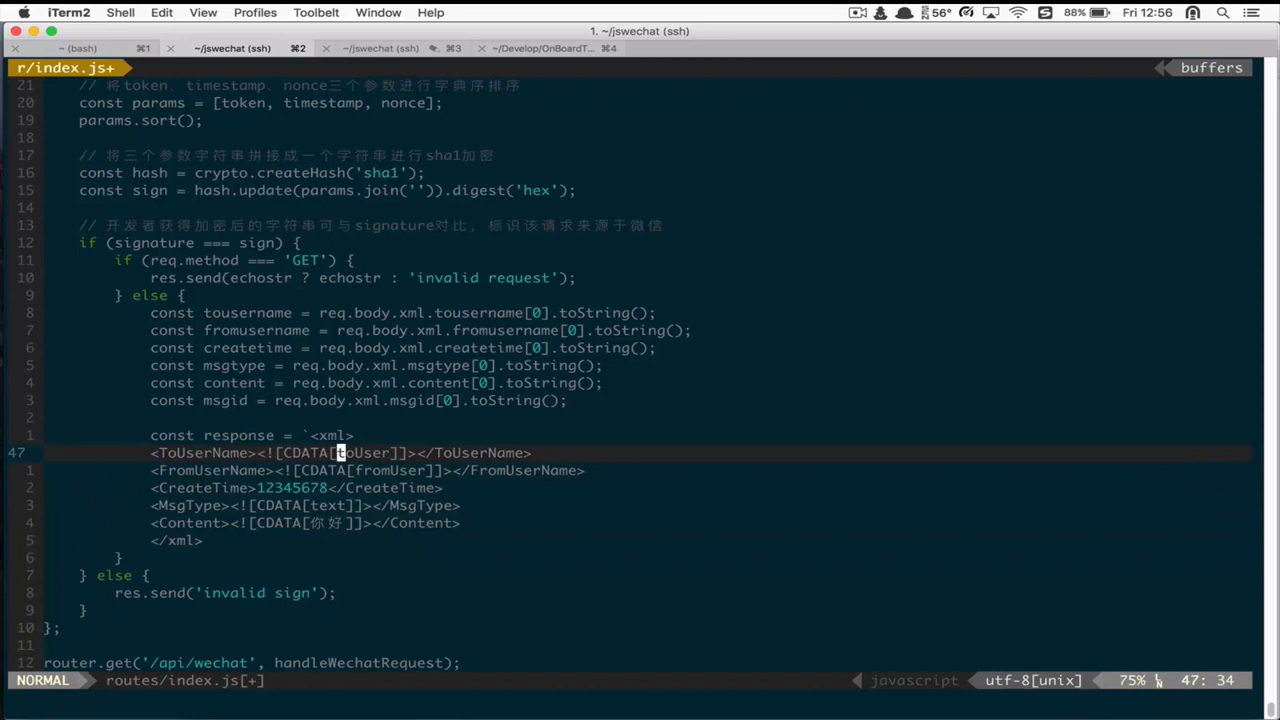 iTerm2 Shell Edit View Profiles Toolbelt Window Help 56° 88% Fri 12:56
1. ~/jswechat (ssh)
~ (bash) ⌘1 ~/jswechat (ssh) ⌘2 ~/jswechat (ssh) ⌘3 ~/Develop/OnBoardT... ⌘4
r/index.js+ buffers
21 // 将token、timestamp、nonce三个参数进行字典序排序
20 const params = [token, timestamp, nonce];
19 params.sort();
18
17 // 将三个参数字符串拼接成一个字符串进行sha1加密
16 const hash = crypto.createHash('sha1');
15 const sign = hash.update(params.join('')).digest('hex');
14
13 // 开发者获得加密后的字符串可与signature对比，标识该请求来源于微信
12 if (signature === sign) {
11 if (req.method === 'GET') {
10 res.send(echostr ? echostr : 'invalid request');
9 } else {
8 const tousername = req.body.xml.tousername[0].toString();
7 const fromusername = req.body.xml.fromusername[0].toString();
6 const createtime = req.body.xml.createtime[0].toString();
5 const msgtype = req.body.xml.msgtype[0].toString();
4 const content = req.body.xml.content[0].toString();
3 const msgid = req.body.xml.msgid[0].toString();
2
1 const response = `<xml>
47 <ToUserName><![CDATA[toUser]]></ToUserName>
1 <FromUserName><![CDATA[fromUser]]></FromUserName>
2 <CreateTime>12345678</CreateTime>
3 <MsgType><![CDATA[text]]></MsgType>
4 <Content><![CDATA[你好]]></Content>
5 </xml>
6 }
7 } else {
8 res.send('invalid sign');
9 }
10 };
11
12 router.get('/api/wechat', handleWechatRequest);
NORMAL routes/index.js[+] javascript utf-8[unix] 75% 47: 34